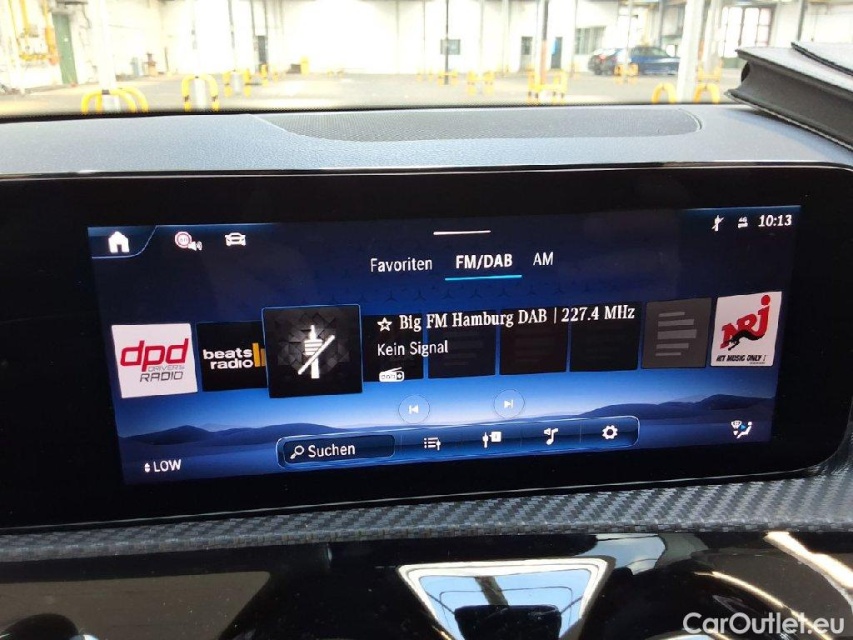 10:13
Favoriten FM/DAB AM
Big FM Hamburg DAB | 227.4 MHz
Kein Signal
dpd
DRIVER'S
RADIO
beats
radio
NRJ
HIT MUSIC ONLY !
Suchen
LOW
CarOutlet.eu